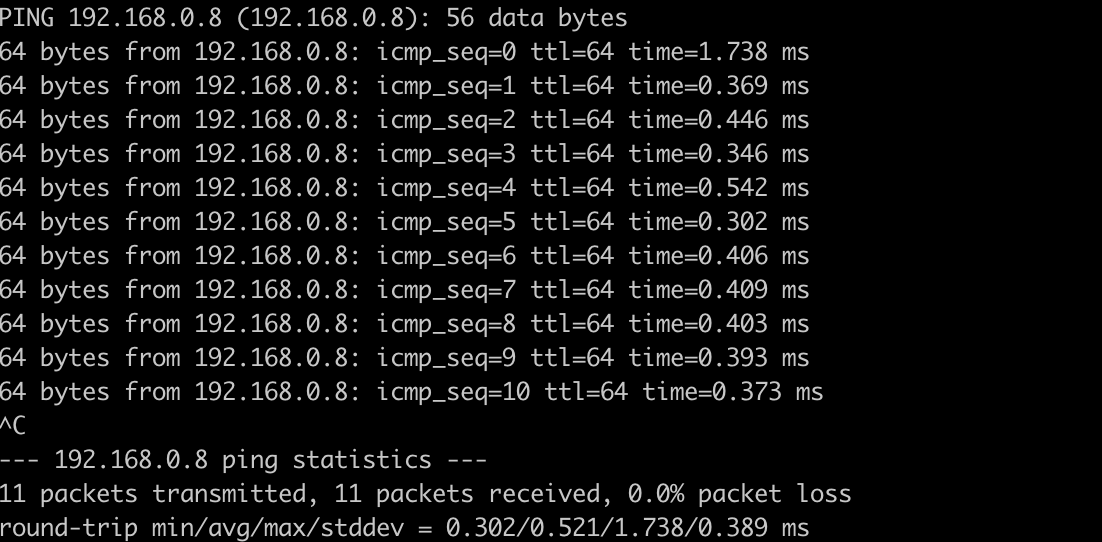 PING 192.168.0.8 (192.168.0.8): 56 data bytes
64 bytes from 192.168.0.8: icmp_seq=0 ttl=64 time=1.738 ms
64 bytes from 192.168.0.8: icmp_seq=1 ttl=64 time=0.369 ms
64 bytes from 192.168.0.8: icmp_seq=2 ttl=64 time=0.446 ms
64 bytes from 192.168.0.8: icmp_seq=3 ttl=64 time=0.346 ms
64 bytes from 192.168.0.8: icmp_seq=4 ttl=64 time=0.542 ms
64 bytes from 192.168.0.8: icmp_seq=5 ttl=64 time=0.302 ms
64 bytes from 192.168.0.8: icmp_seq=6 ttl=64 time=0.406 ms
64 bytes from 192.168.0.8: icmp_seq=7 ttl=64 time=0.409 ms
64 bytes from 192.168.0.8: icmp_seq=8 ttl=64 time=0.403 ms
64 bytes from 192.168.0.8: icmp_seq=9 ttl=64 time=0.393 ms
64 bytes from 192.168.0.8: icmp_seq=10 ttl=64 time=0.373 ms
^C
--- 192.168.0.8 ping statistics ---
11 packets transmitted, 11 packets received, 0.0% packet loss
round-trip min/avg/max/stddev = 0.302/0.521/1.738/0.389 ms